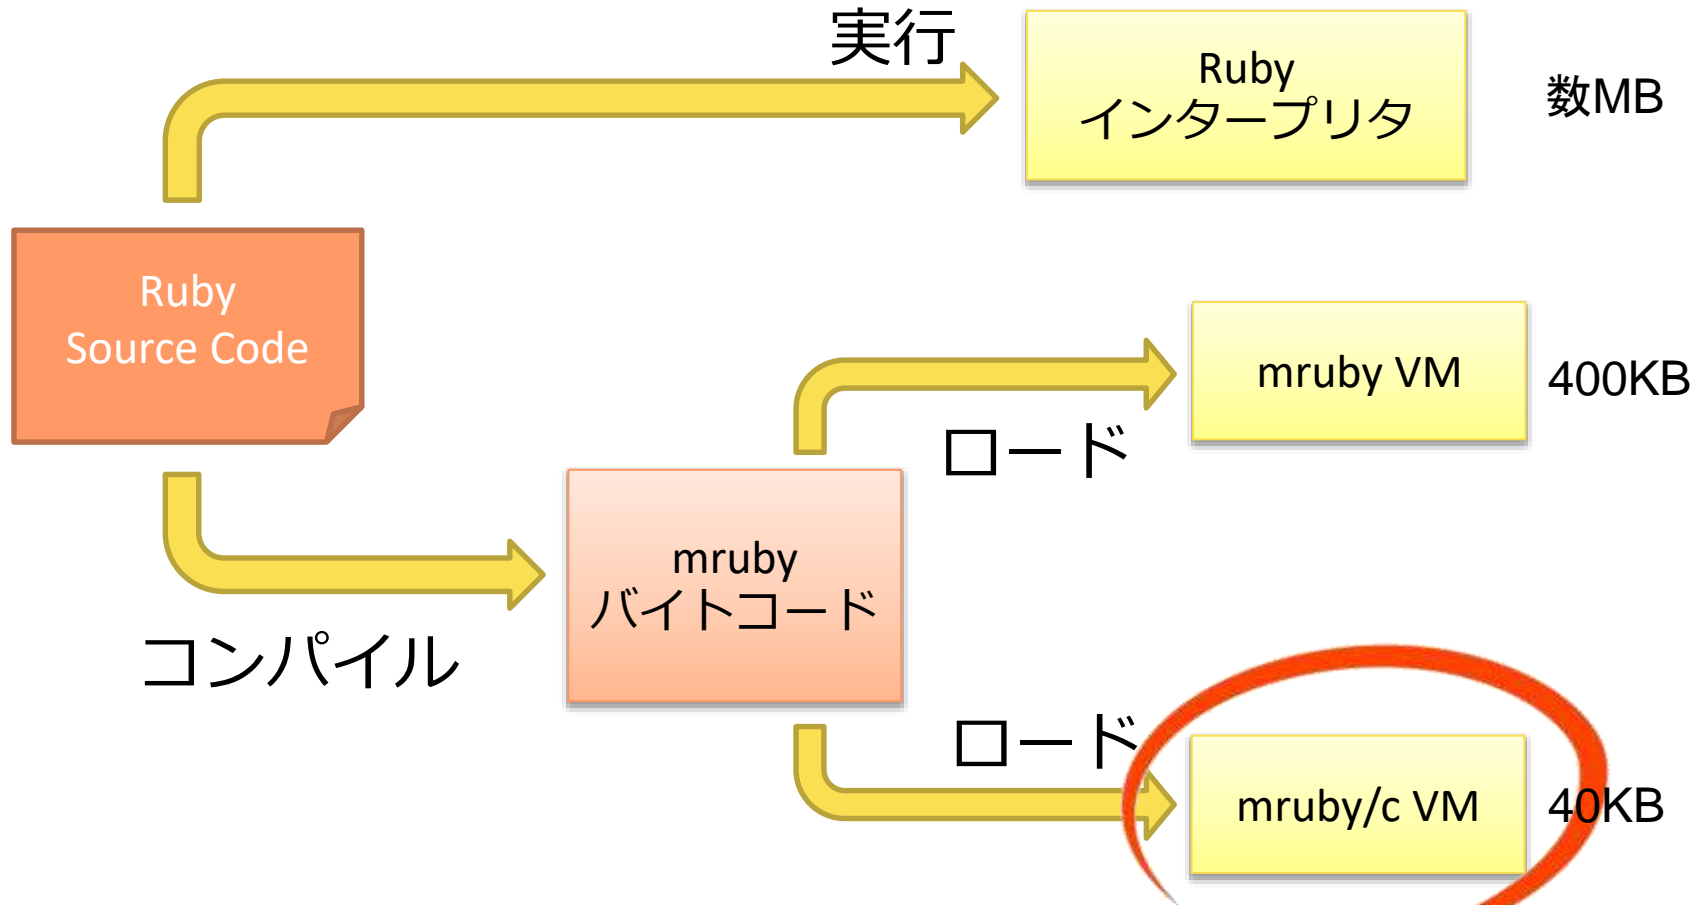 実行
Ruby
インタープリタ
数MB
Ruby
Source Code
mruby VM
400KB
ロード
mruby
バイトコード
コンパイル
ロード
mruby/c VM
40KB